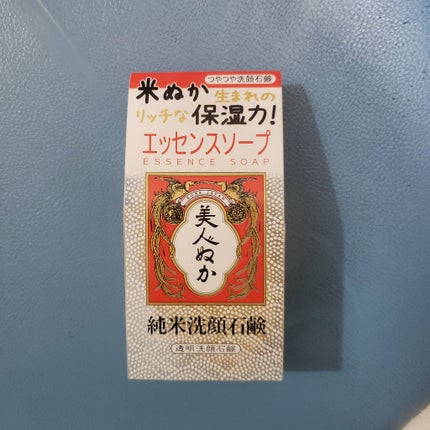 つやつや洗顔石鹸
米ぬか生まれの
リッチな保湿力!
エッセンスソープ
ESSENCE SOAP
美人ぬか
純米洗顔石鹸
透明洗顔石鹸